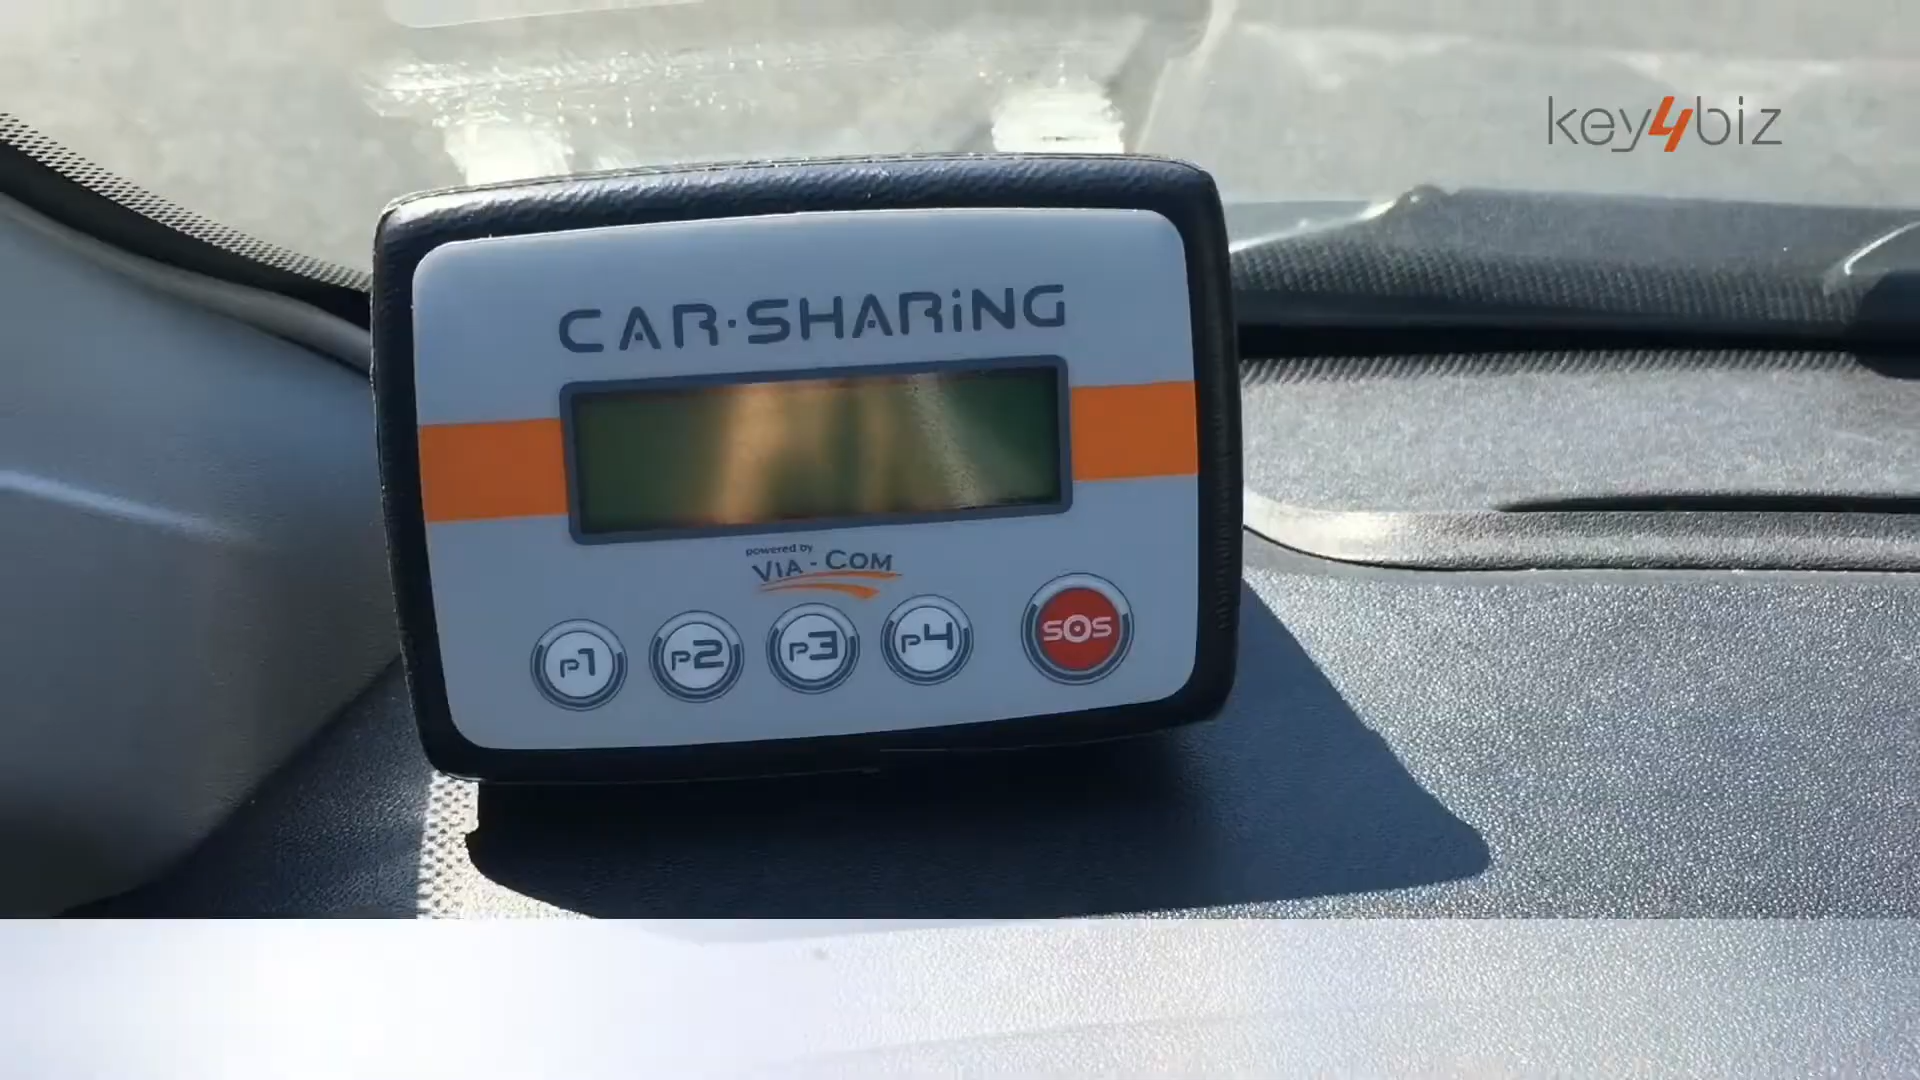 key4biz
CAR·SHARiNG
powered by
VIA-COM
P1 P2 P3 P4 SOS